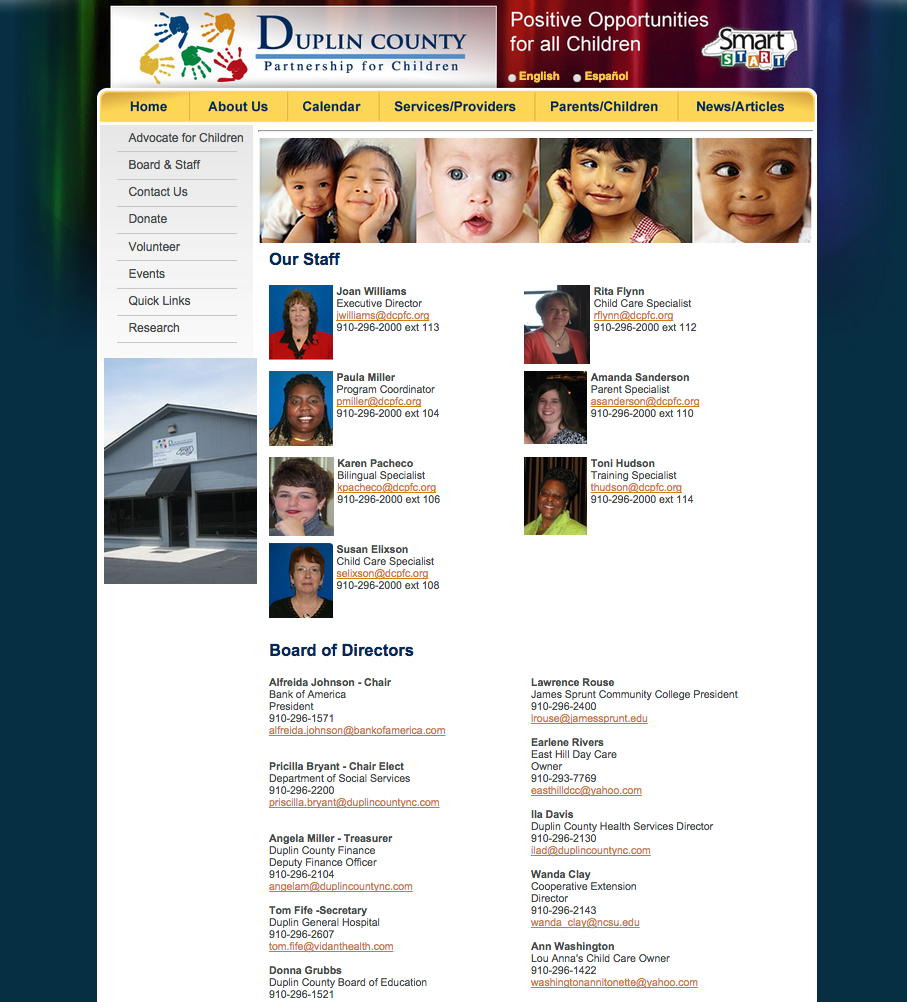 DUPLIN COUNTY
Partnership for Children
Positive Opportunities
for all Children
Smart
START
English Español
Home About Us Calendar Services/Providers Parents/Children News/Articles
Advocate for Children
Board & Staff
Contact Us
Donate
Volunteer
Events
Quick Links
Research
DUPLIN COUNTY
Our Staff
Joan Williams
Executive Director
jwilliams@dcpfc.org
910-296-2000 ext 113
Rita Flynn
Child Care Specialist
rflynn@dcpfc.org
910-296-2000 ext 112
Paula Miller
Program Coordinator
pmiller@dcpfc.org
910-296-2000 ext 104
Amanda Sanderson
Parent Specialist
asanderson@dcpfc.org
910-296-2000 ext 110
Karen Pacheco
Bilingual Specialist
kpacheco@dcpfc.org
910-296-2000 ext 106
Toni Hudson
Training Specialist
thudson@dcpfc.org
910-296-2000 ext 114
Susan Elixson
Child Care Specialist
selixson@dcpfc.org
910-296-2000 ext 108
Board of Directors
Alfreida Johnson - Chair
Bank of America
President
910-296-1571
alfreida.johnson@bankofamerica.com
Pricilla Bryant - Chair Elect
Department of Social Services
910-296-2200
priscilla.bryant@duplincountync.com
Angela Miller - Treasurer
Duplin County Finance
Deputy Finance Officer
910-296-2104
angelam@duplincountync.com
Tom Fife -Secretary
Duplin General Hospital
910-296-2607
tom.fife@vidanthealth.com
Donna Grubbs
Duplin County Board of Education
910-296-1521
Lawrence Rouse
James Sprunt Community College President
910-296-2400
lrouse@jamessprunt.edu
Earlene Rivers
East Hill Day Care
Owner
910-293-7769
easthilldcc@yahoo.com
Ila Davis
Duplin County Health Services Director
910-296-2130
ilad@duplincountync.com
Wanda Clay
Cooperative Extension
Director
910-296-2143
wanda_clay@ncsu.edu
Ann Washington
Lou Anna's Child Care Owner
910-296-1422
washingtonannitonette@yahoo.com